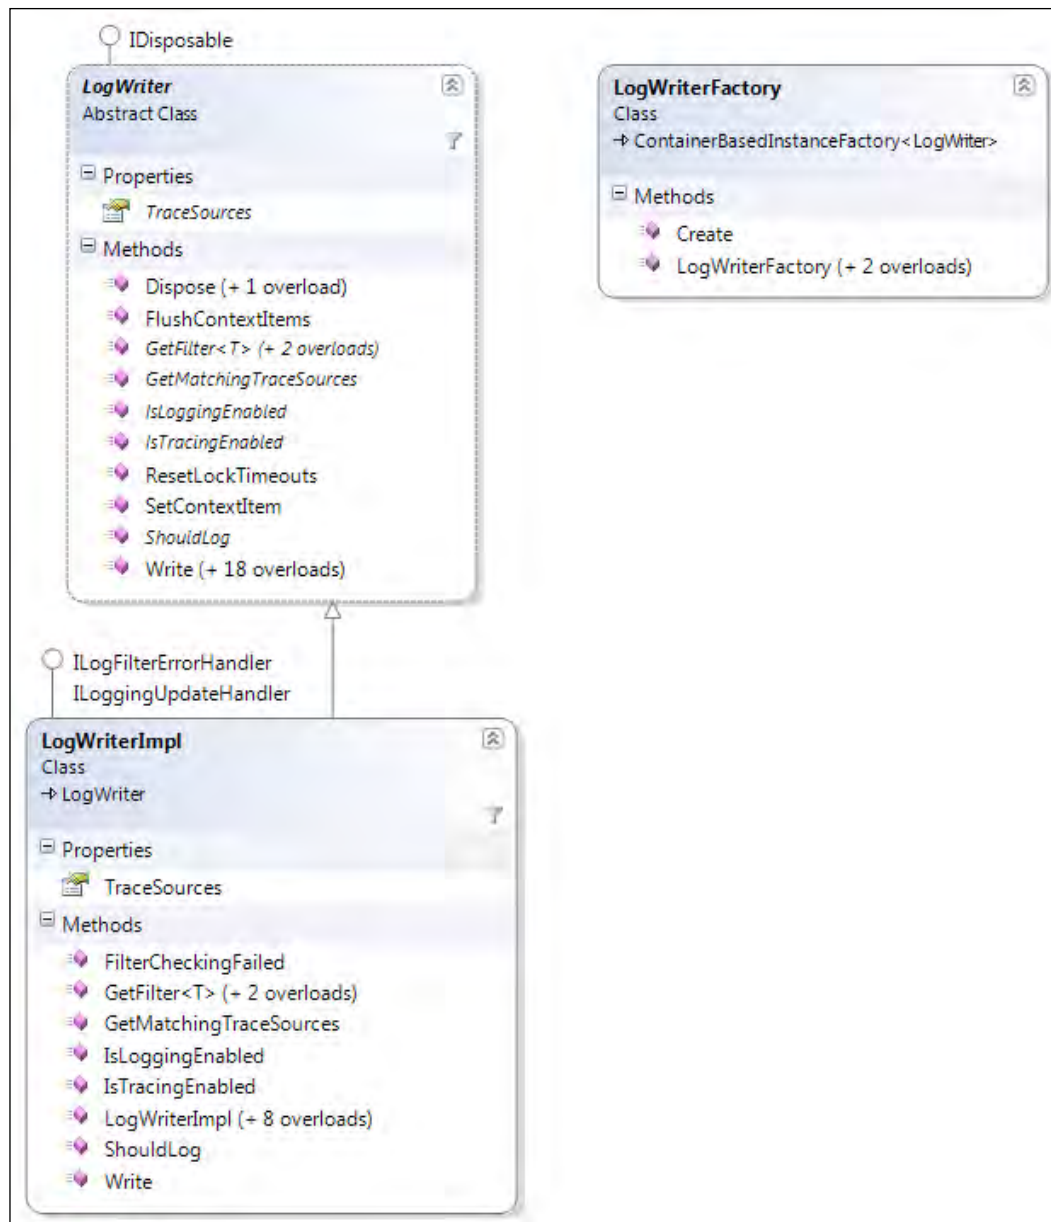 IDisposable
LogWriter
Abstract Class
Properties
TraceSources
Methods
Dispose (+ 1 overload)
FlushContextItems
GetFilter<T> (+ 2 overloads)
GetMatchingTraceSources
IsLoggingEnabled
IsTracingEnabled
ResetLockTimeouts
SetContextItem
ShouldLog
Write (+ 18 overloads)
LogWriterFactory
Class
ContainerBasedInstanceFactory<LogWriter>
Methods
Create
LogWriterFactory (+ 2 overloads)
ILogFilterErrorHandler
ILoggingUpdateHandler
LogWriterImpl
Class
LogWriter
Properties
TraceSources
Methods
FilterCheckingFailed
GetFilter<T> (+ 2 overloads)
GetMatchingTraceSources
IsLoggingEnabled
IsTracingEnabled
LogWriterImpl (+ 8 overloads)
ShouldLog
Write